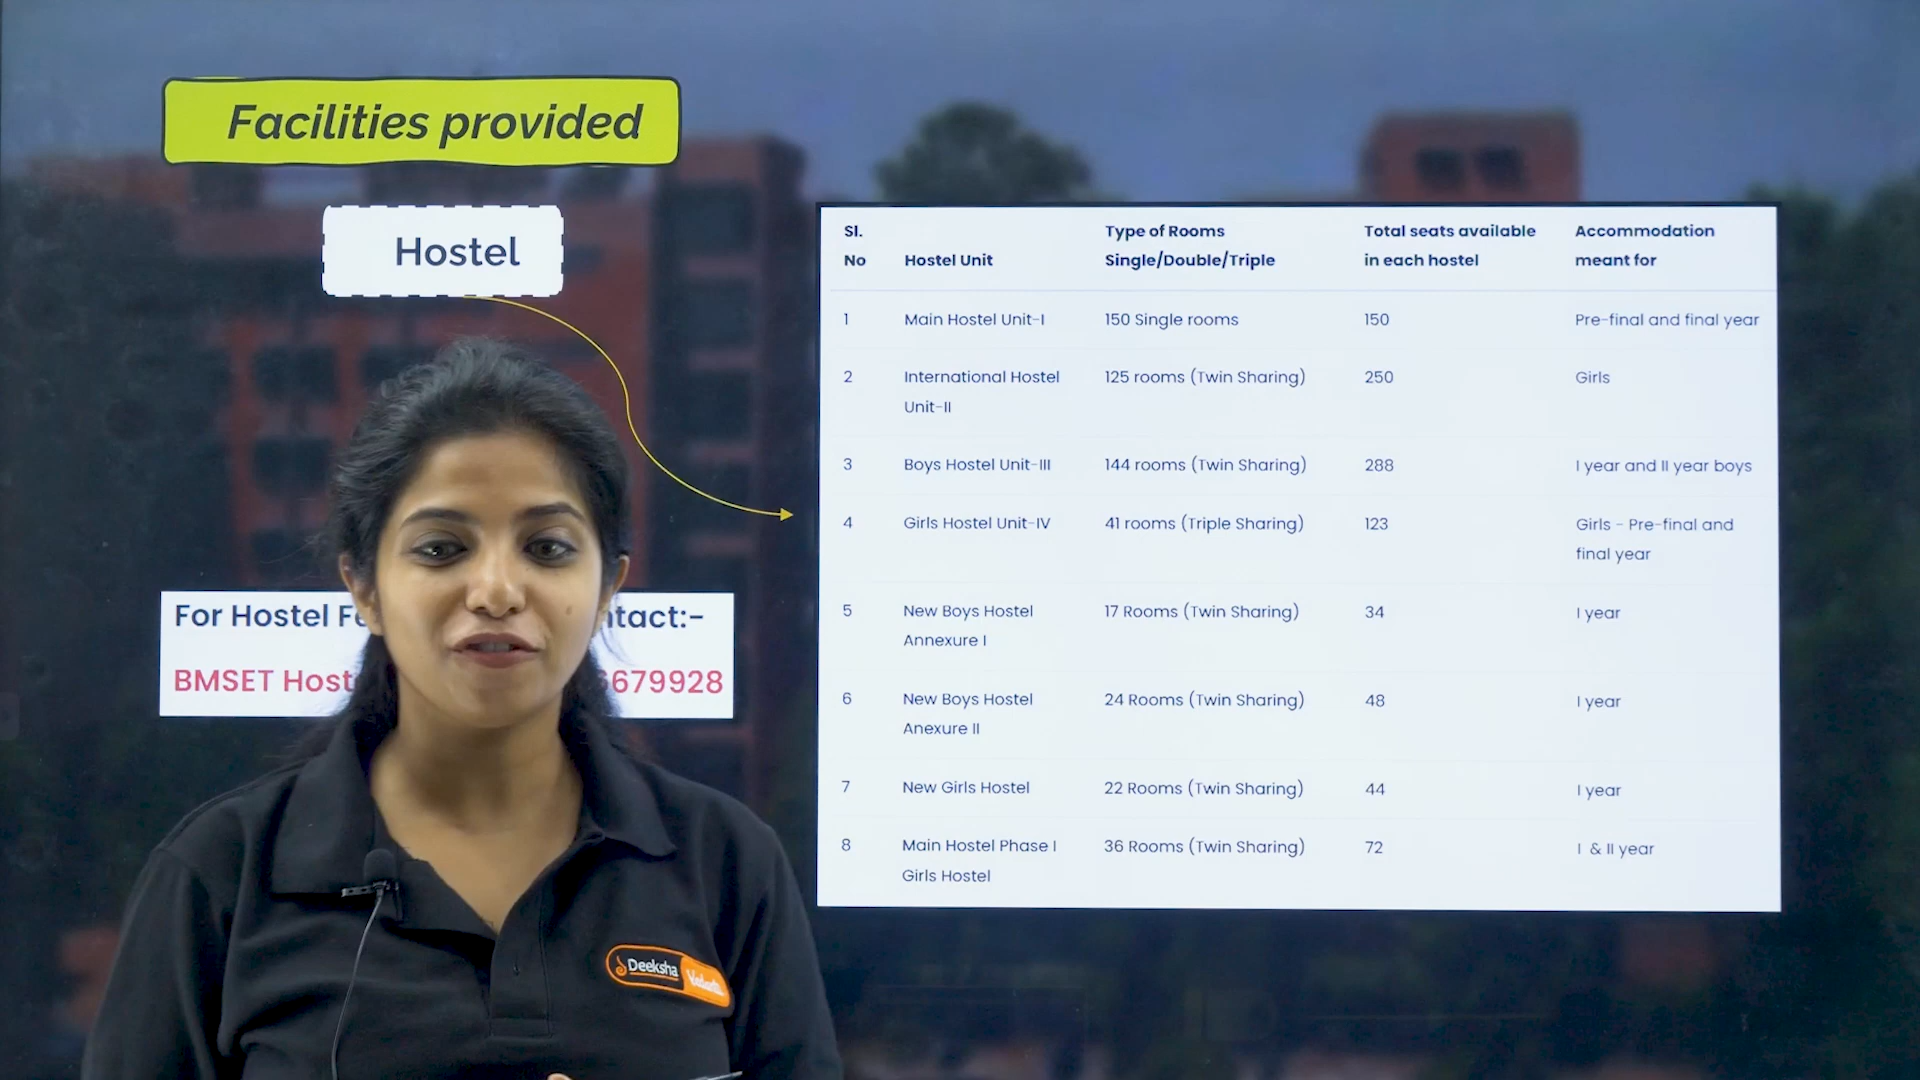 Facilities provided
Hostel
For Hostel
ntact:-
BMSET
679928
Sl. No
Hostel Unit
Type of Rooms Single/Double/Triple
Total seats available in each hostel
Accommodation meant for
1 Main Hostel Unit-I 150 Single rooms 150 Pre-final and final year
2 International Hostel Unit-II 125 rooms (Twin Sharing) 250 Girls
3 Boys Hostel Unit-III 144 rooms (Twin Sharing) 288 I year and II year boys
4 Girls Hostel Unit-IV 41 rooms (Triple Sharing) 123 Girls - Pre-final and final year
5 New Boys Hostel Annexure I 17 Rooms (Twin Sharing) 34 I year
6 New Boys Hostel Anexure II 24 Rooms (Twin Sharing) 48 I year
7 New Girls Hostel 22 Rooms (Twin Sharing) 44 I year
8 Main Hostel Phase I Girls Hostel 36 Rooms (Twin Sharing) 72 I & II year
Deeksha